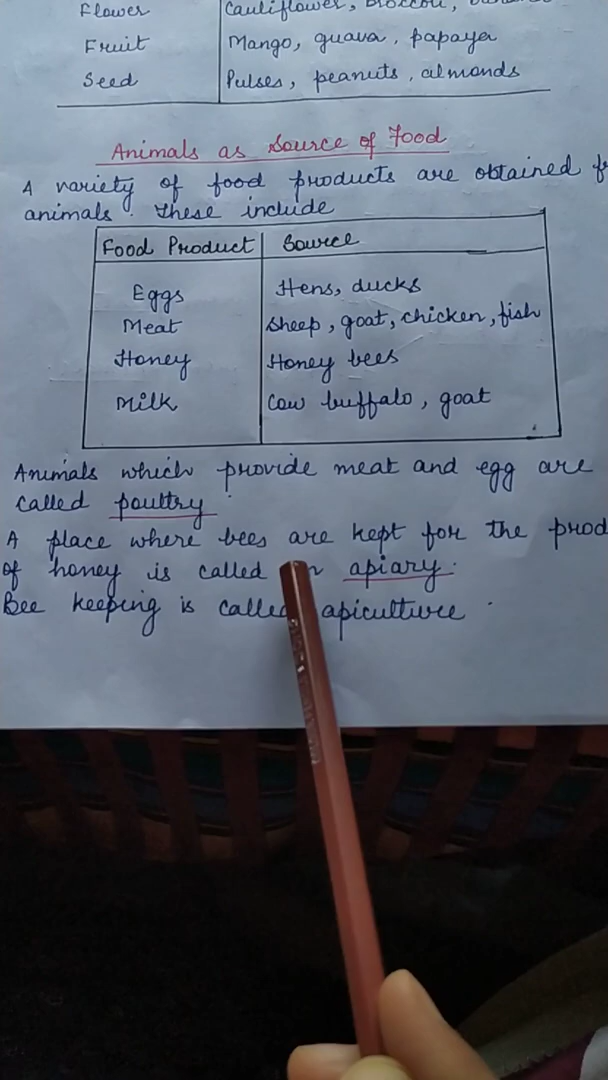 Flower Cauliflower, Broccoli,
Fruit Mango, guava, papaya
Seed Pulses, peanuts, almonds
Animals as Source of Food
A variety of food products are obtained
animals. These include
Food Product Source
Eggs Hens, ducks
Meat Sheep, goat, chicken, fish
Honey Honey bees
Milk Cow buffalo, goat
Animals which provide meat and egg are
called poultry.
A place where bees are kept for the prod
of honey is called apiary.
Bee keeping is called apiculture.